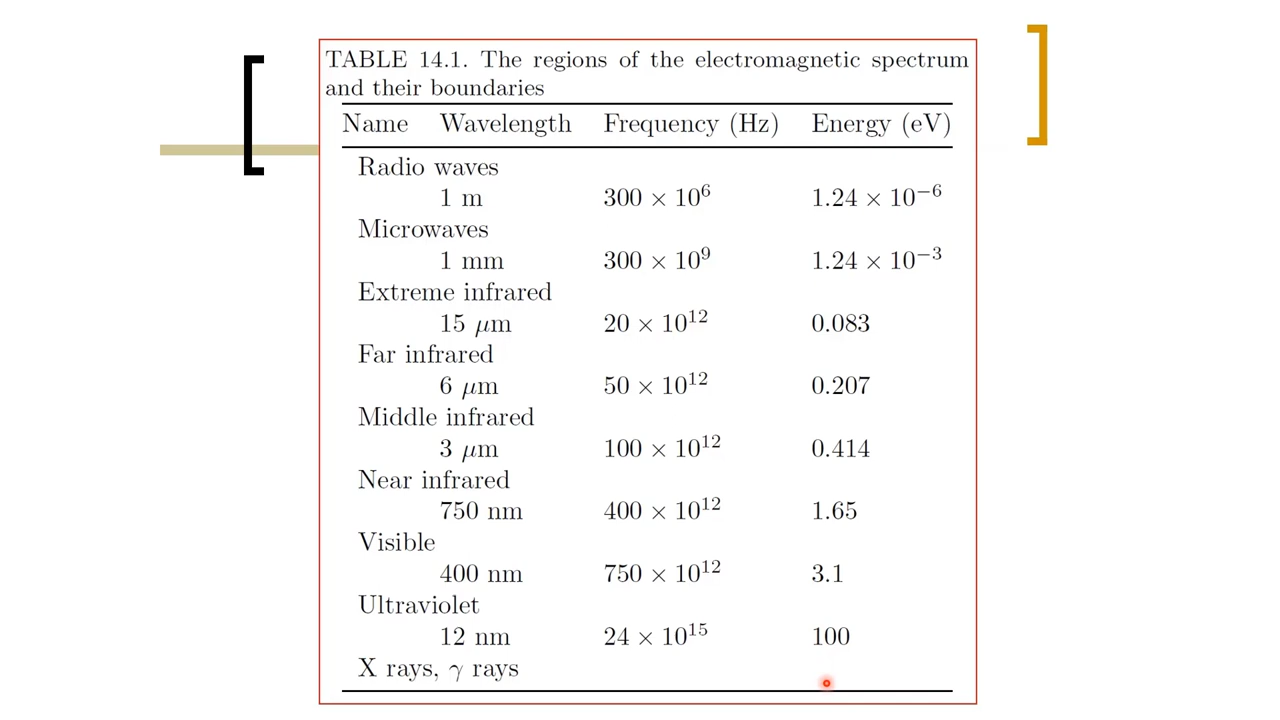 TABLE 14.1. The regions of the electromagnetic spectrum
and their boundaries
Name Wavelength Frequency (Hz) Energy (eV)
Radio waves
1 m 300 × 10⁶ 1.24 × 10⁻⁶
Microwaves
1 mm 300 × 10⁹ 1.24 × 10⁻³
Extreme infrared
15 μm 20 × 10¹² 0.083
Far infrared
6 μm 50 × 10¹² 0.207
Middle infrared
3 μm 100 × 10¹² 0.414
Near infrared
750 nm 400 × 10¹² 1.65
Visible
400 nm 750 × 10¹² 3.1
Ultraviolet
12 nm 24 × 10¹⁵ 100
X rays, γ rays